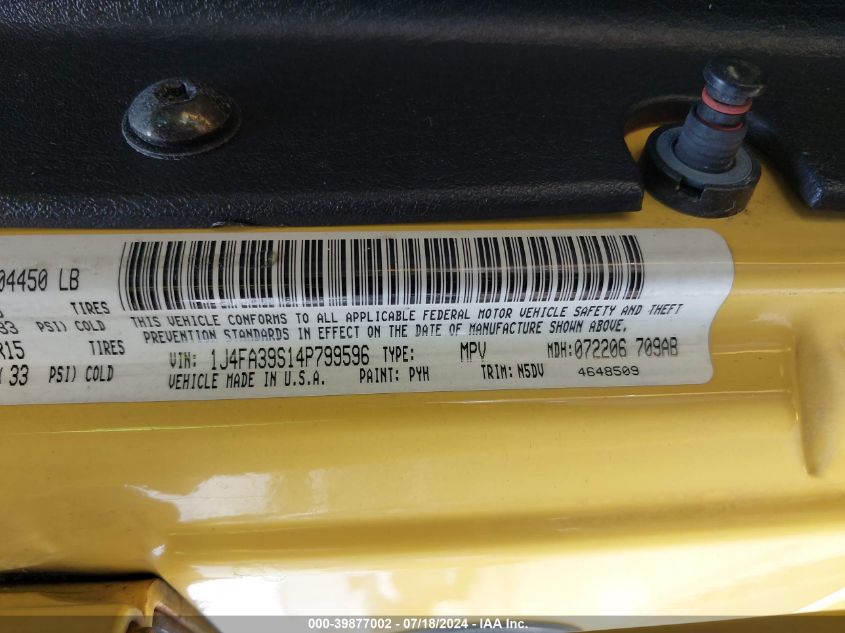 04450 LB
TIRES
33 PSI) COLD
R15 TIRES
33 PSI) COLD
THIS VEHICLE CONFORMS TO ALL APPLICABLE FEDERAL MOTOR VEHICLE SAFETY AND THEFT
PREVENTION STANDARDS IN EFFECT ON THE DATE OF MANUFACTURE SHOWN ABOVE.
VIN: 1J4FA39S14P799596 TYPE: MPV MDH:072206 709AB
VEHICLE MADE IN U.S.A. PAINT: PYH TRIM: N5DV 4648509
000-39877002 / 07/18/2024 - IAA Inc.